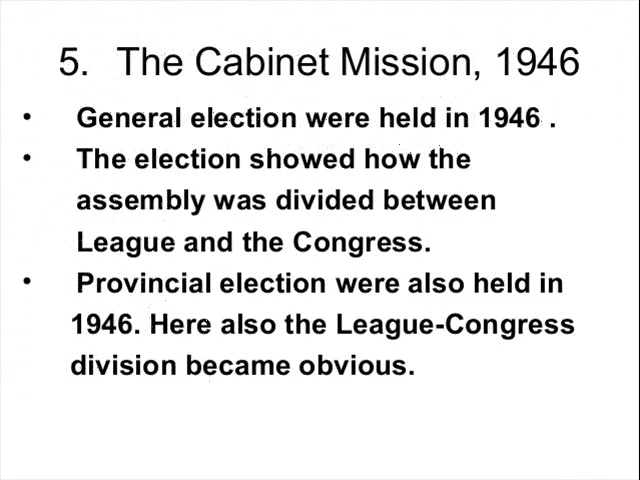 5. The Cabinet Mission, 1946
• General election were held in 1946 .
• The election showed how the
assembly was divided between
League and the Congress.
• Provincial election were also held in
1946. Here also the League-Congress
division became obvious.